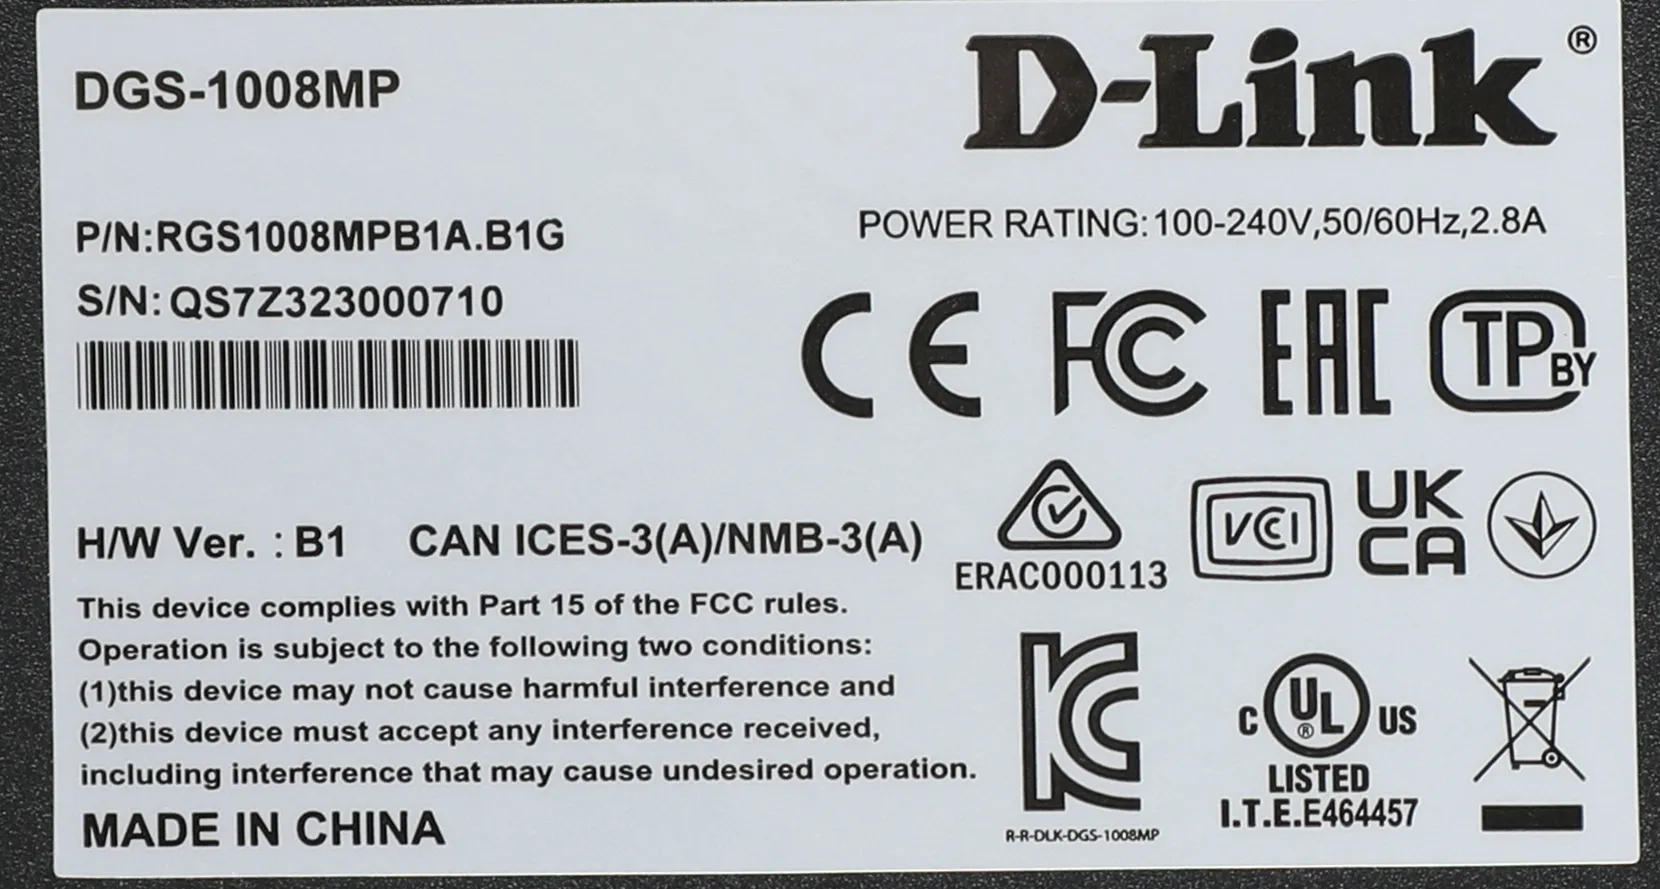 DGS-1008MP
D-Link®
P/N:RGS1008MPB1A.B1G
S/N: QS7Z323000710
POWER RATING:100-240V,50/60Hz,2.8A
CE FC EAC TP BY
H/W Ver. : B1 CAN ICES-3(A)/NMB-3(A)
ERAC000113
VCCI
UK
CA
This device complies with Part 15 of the FCC rules.
Operation is subject to the following two conditions:
(1)this device may not cause harmful interference and
(2)this device must accept any interference received,
including interference that may cause undesired operation.
MADE IN CHINA
KC
R-R-DLK-DGS-1008MP
C UL® US
LISTED
I.T.E.E464457